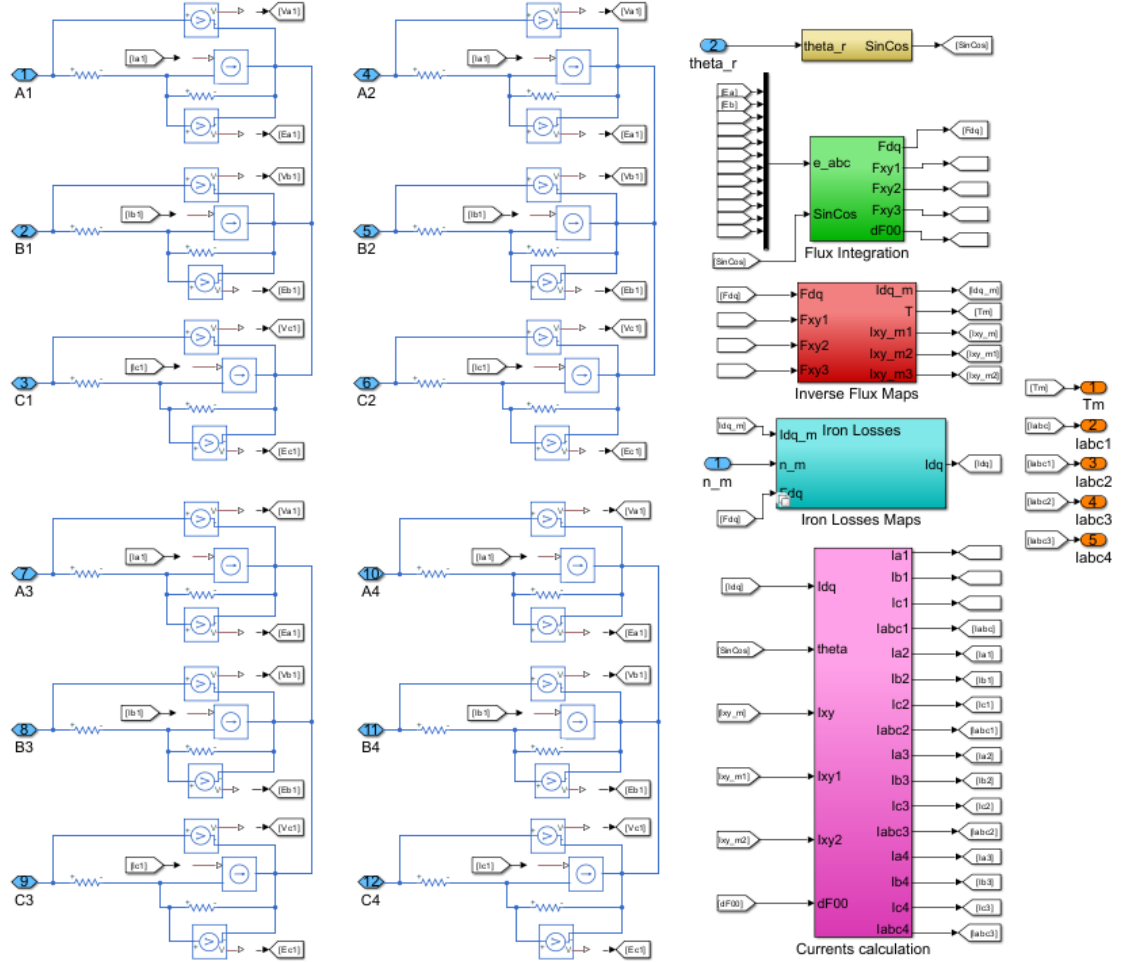 [Va1]
[Ia1]
1
A1
[Ea1]
[Vb1]
[Ib1]
2
B1
[Eb1]
[Vc1]
[Ic1]
3
C1
[Ec1]
[Va1]
[Ia1]
4
A2
[Ea1]
[Vb1]
[Ib1]
5
B2
[Eb1]
[Vc1]
[Ic1]
6
C2
[Ec1]
[Va1]
[Ia1]
7
A3
[Ea1]
[Vb1]
[Ib1]
8
B3
[Eb1]
[Vc1]
[Ic1]
9
C3
[Ec1]
[Va1]
[Ia1]
10
A4
[Ea1]
[Vb1]
[Ib1]
11
B4
[Eb1]
[Vc1]
[Ic1]
12
C4
[Ec1]
2
theta_r
theta_r SinCos
[SinCos]
[Ea]
[Eb]
[SinCos]
e_abc
SinCos
Fdq
Fxy1
Fxy2
Fxy3
dF00
[Fdq]
Flux Integration
[Fdq]
Fdq
Fxy1
Fxy2
Fxy3
Idq_m
T
Ixy_m1
Ixy_m2
Ixy_m3
[Idq_m]
[Tm]
[Ixy_m]
[Ixy_m1]
[Ixy_m2]
Inverse Flux Maps
[Idq_m]
1
n_m
[Fdq]
Iron Losses
Idq_m
n_m
Fdq
Idq
[Idq]
Iron Losses Maps
[Idq]
[SinCos]
[Ixy_m]
[Ixy_m1]
[Ixy_m2]
[dF00]
Idq
theta
Ixy
Ixy1
Ixy2
dF00
Ia1
Ib1
Ic1
Iabc1
Ia2
Ib2
Ic2
Iabc2
Ia3
Ib3
Ic3
Iabc3
Ia4
Ib4
Ic4
Iabc4
[Iabc]
[Ia1]
[Ib1]
[Ic1]
[Iabc1]
[Ia2]
[Ib2]
[Ic2]
[Iabc2]
[Ia3]
[Ib3]
[Ic3]
[Iabc3]
Currents calculation
[Tm]
1
Tm
[Iabc]
2
Iabc1
[Iabc1]
3
Iabc2
[Iabc2]
4
Iabc3
[Iabc3]
5
Iabc4